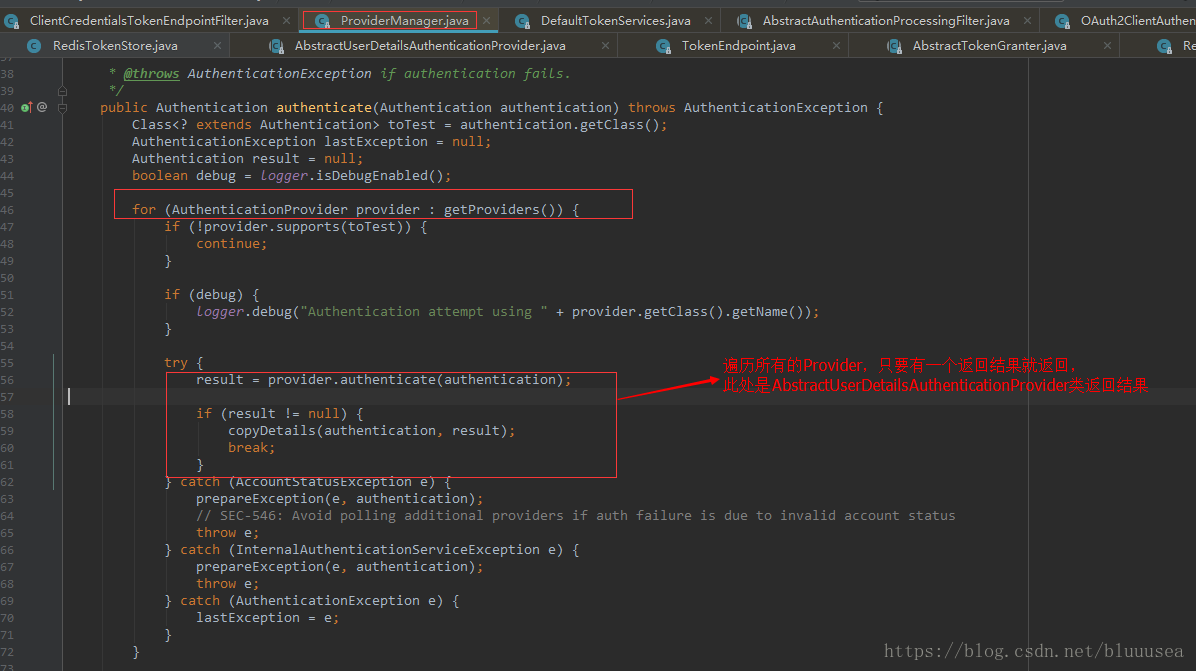 ClientCredentialsTokenEndpointFilter.java ProviderManager.java DefaultTokenServices.java AbstractAuthenticationProcessingFilter.java OAuth2ClientAuthen
RedisTokenStore.java AbstractUserDetailsAuthenticationProvider.java TokenEndpoint.java AbstractTokenGranter.java Re
38 * @throws AuthenticationException if authentication fails.
39 */
40 public Authentication authenticate(Authentication authentication) throws AuthenticationException {
41 Class<? extends Authentication> toTest = authentication.getClass();
42 AuthenticationException lastException = null;
43 Authentication result = null;
44 boolean debug = logger.isDebugEnabled();
45
46 for (AuthenticationProvider provider : getProviders()) {
47 if (!provider.supports(toTest)) {
48 continue;
49 }
50
51 if (debug) {
52 logger.debug("Authentication attempt using " + provider.getClass().getName());
53 }
54
55 try {
遍历所有的Provider，只要有一个返回结果就返回，
56 result = provider.authenticate(authentication);
此处是AbstractUserDetailsAuthenticationProvider类返回结果
57
58 if (result != null) {
59 copyDetails(authentication, result);
60 break;
61 }
62 } catch (AccountStatusException e) {
63 prepareException(e, authentication);
64 // SEC-546: Avoid polling additional providers if auth failure is due to invalid account status
65 throw e;
66 } catch (InternalAuthenticationServiceException e) {
67 prepareException(e, authentication);
68 throw e;
69 } catch (AuthenticationException e) {
70 lastException = e;
71 }
72 }
https://blog.csdn.net/bluuusea